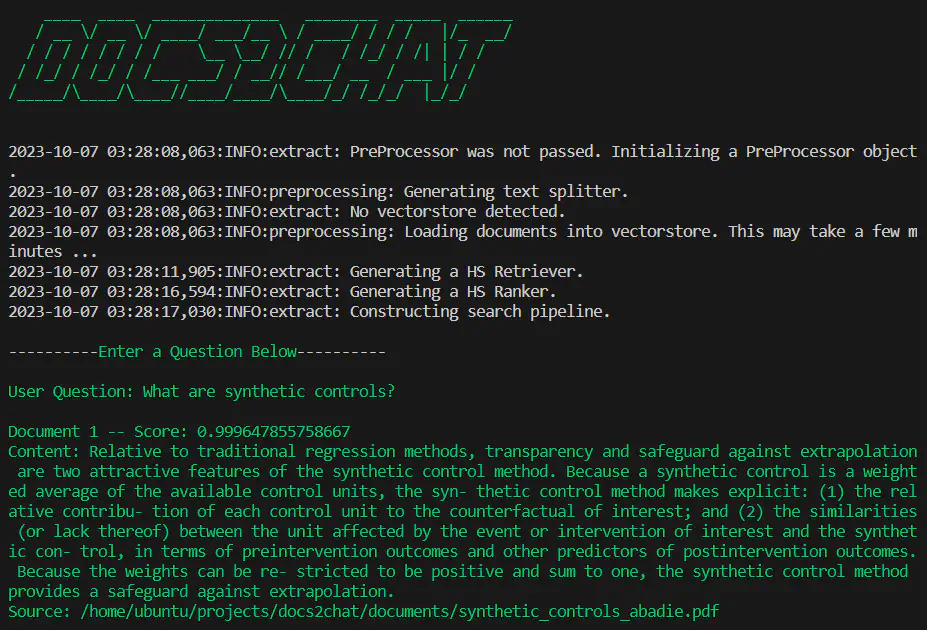 DOCS2CHAT
2023-10-07 03:28:08,063:INFO:extract: PreProcessor was not passed. Initializing a PreProcessor object
.
2023-10-07 03:28:08,063:INFO:preprocessing: Generating text splitter.
2023-10-07 03:28:08,063:INFO:extract: No vectorstore detected.
2023-10-07 03:28:08,063:INFO:preprocessing: Loading documents into vectorstore. This may take a few m
inutes ...
2023-10-07 03:28:11,905:INFO:extract: Generating a HS Retriever.
2023-10-07 03:28:16,594:INFO:extract: Generating a HS Ranker.
2023-10-07 03:28:17,030:INFO:extract: Constructing search pipeline.
----------Enter a Question Below----------
User Question: What are synthetic controls?
Document 1 -- Score: 0.999647855758667
Content: Relative to traditional regression methods, transparency and safeguard against extrapolation
 are two attractive features of the synthetic control method. Because a synthetic control is a weight
ed average of the available control units, the syn- thetic control method makes explicit: (1) the rel
ative contribu- tion of each control unit to the counterfactual of interest; and (2) the similarities
 (or lack thereof) between the unit affected by the event or intervention of interest and the synthet
ic con- trol, in terms of preintervention outcomes and other predictors of postintervention outcomes.
 Because the weights can be re- stricted to be positive and sum to one, the synthetic control method
provides a safeguard against extrapolation.
Source: /home/ubuntu/projects/docs2chat/documents/synthetic_controls_abadie.pdf